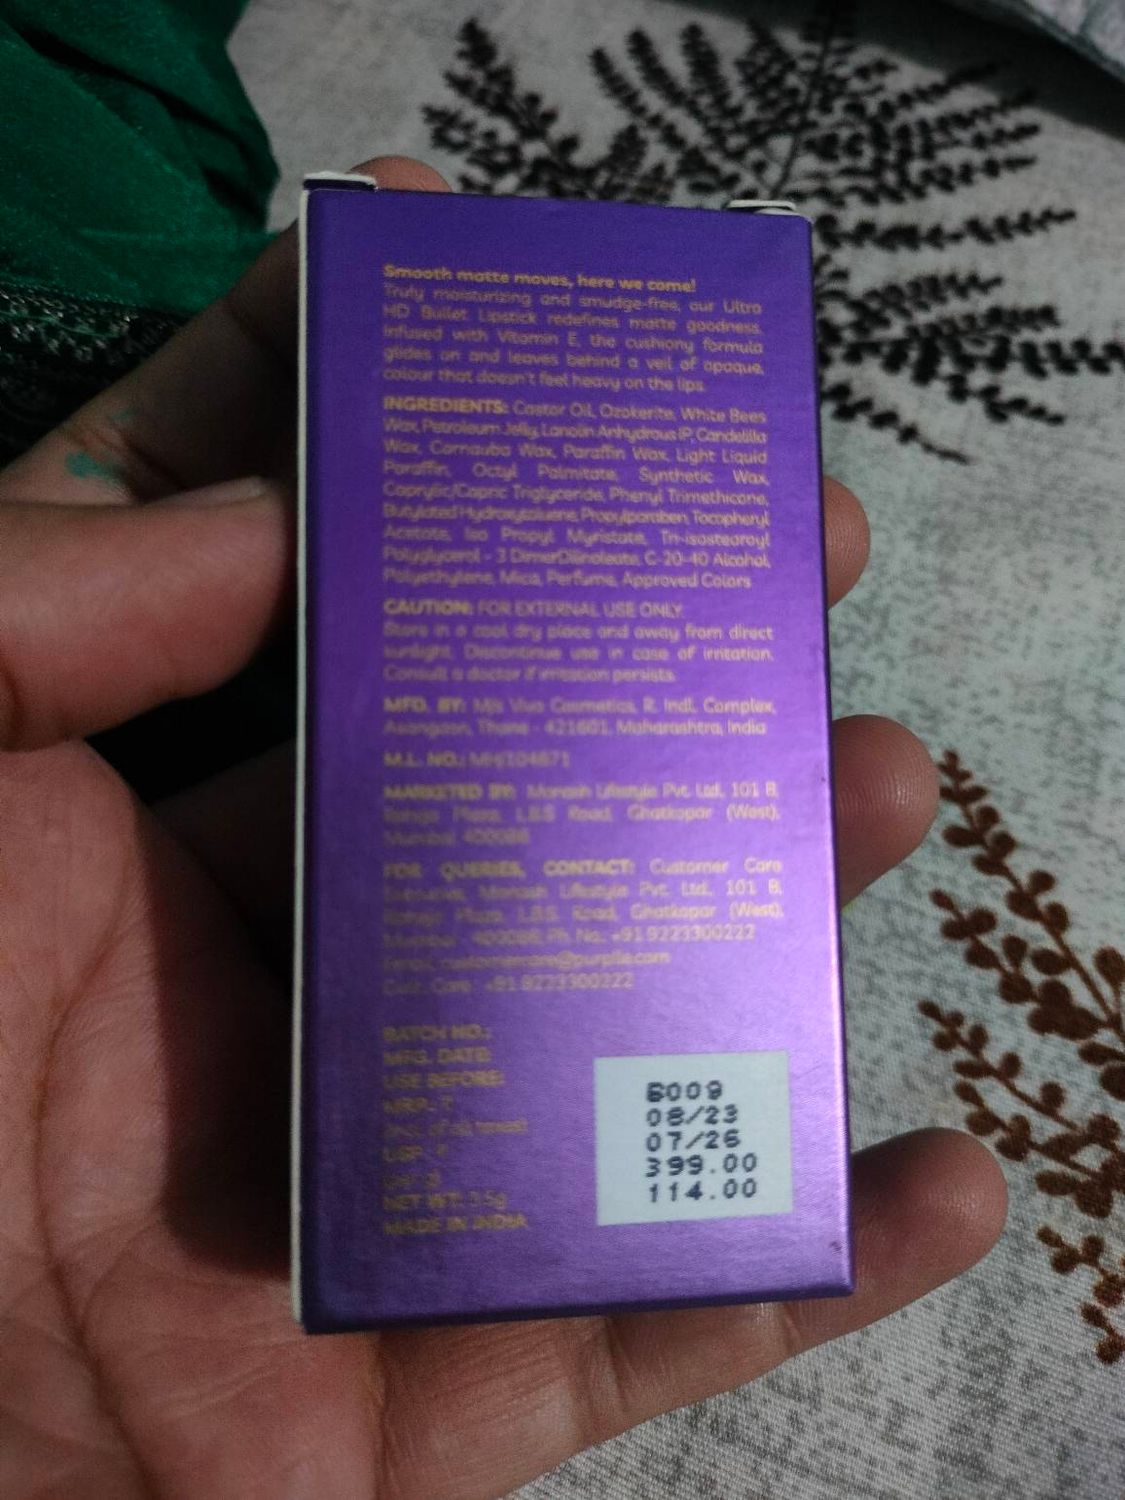 Smooth matte moves, here we come!
Truly moisturizing and smudge-free, our Ultra
HD Bullet Lipstick redefines matte goodness.
Infused with Vitamin E, the cushiony formula
glides on and leaves behind a veil of opaque,
colour that doesn't feel heavy on the lips.
INGREDIENTS: Castor Oil, Ozokerite, White Bees
Wax, Petroleum Jelly, Lanolin Anhydrous IP, Candelilla
Wax, Carnauba Wax, Paraffin Wax, Light Liquid
Paraffin, Octyl Palmitate, Synthetic Wax,
Caprylic/Capric Triglyceride, Phenyl Trimethicone,
Butylated Hydroxytoluene, Propylparaben, Tocopheryl
Acetate, Iso Propyl Myristate, Tri-isostearoyl
Polyglycerol - 3 DimerDilinoleate, C-20-40 Alcohol,
Polyethylene, Mica, Perfume, Approved Colors
CAUTION: FOR EXTERNAL USE ONLY.
Store in a cool dry place and away from direct
sunlight. Discontinue use in case of irritation.
Consult a doctor if irritation persists.
MFD. BY: M/s Viva Cosmetics, R. Indl. Complex,
Asangaon, Thane - 421601, Maharashtra, India
M.L. NO.:
MARKETED BY: Manash Lifestyle Pvt. Ltd., 101 B,
Raheja Plaza, L.B.S Road, Ghatkopar (West),
Mumbai 400086
FOR QUERIES, CONTACT: Customer Care
Executive, Manash Lifestyle Pvt. Ltd., 101 B,
Raheja Plaza, L.B.S. Road, Ghatkopar (West),
Mumbai - 400086, Ph. No. +91 9223300222
Email: customercare@purplle.com
Cust. Care : +91 9223300222
BATCH NO.:
MFG. DATE:
USE BEFORE:
MRP. ₹
(incl. of all taxes)
USP. ₹
NET WT. 3.5g
MADE IN INDIA
B009
08/23
07/26
399.00
114.00